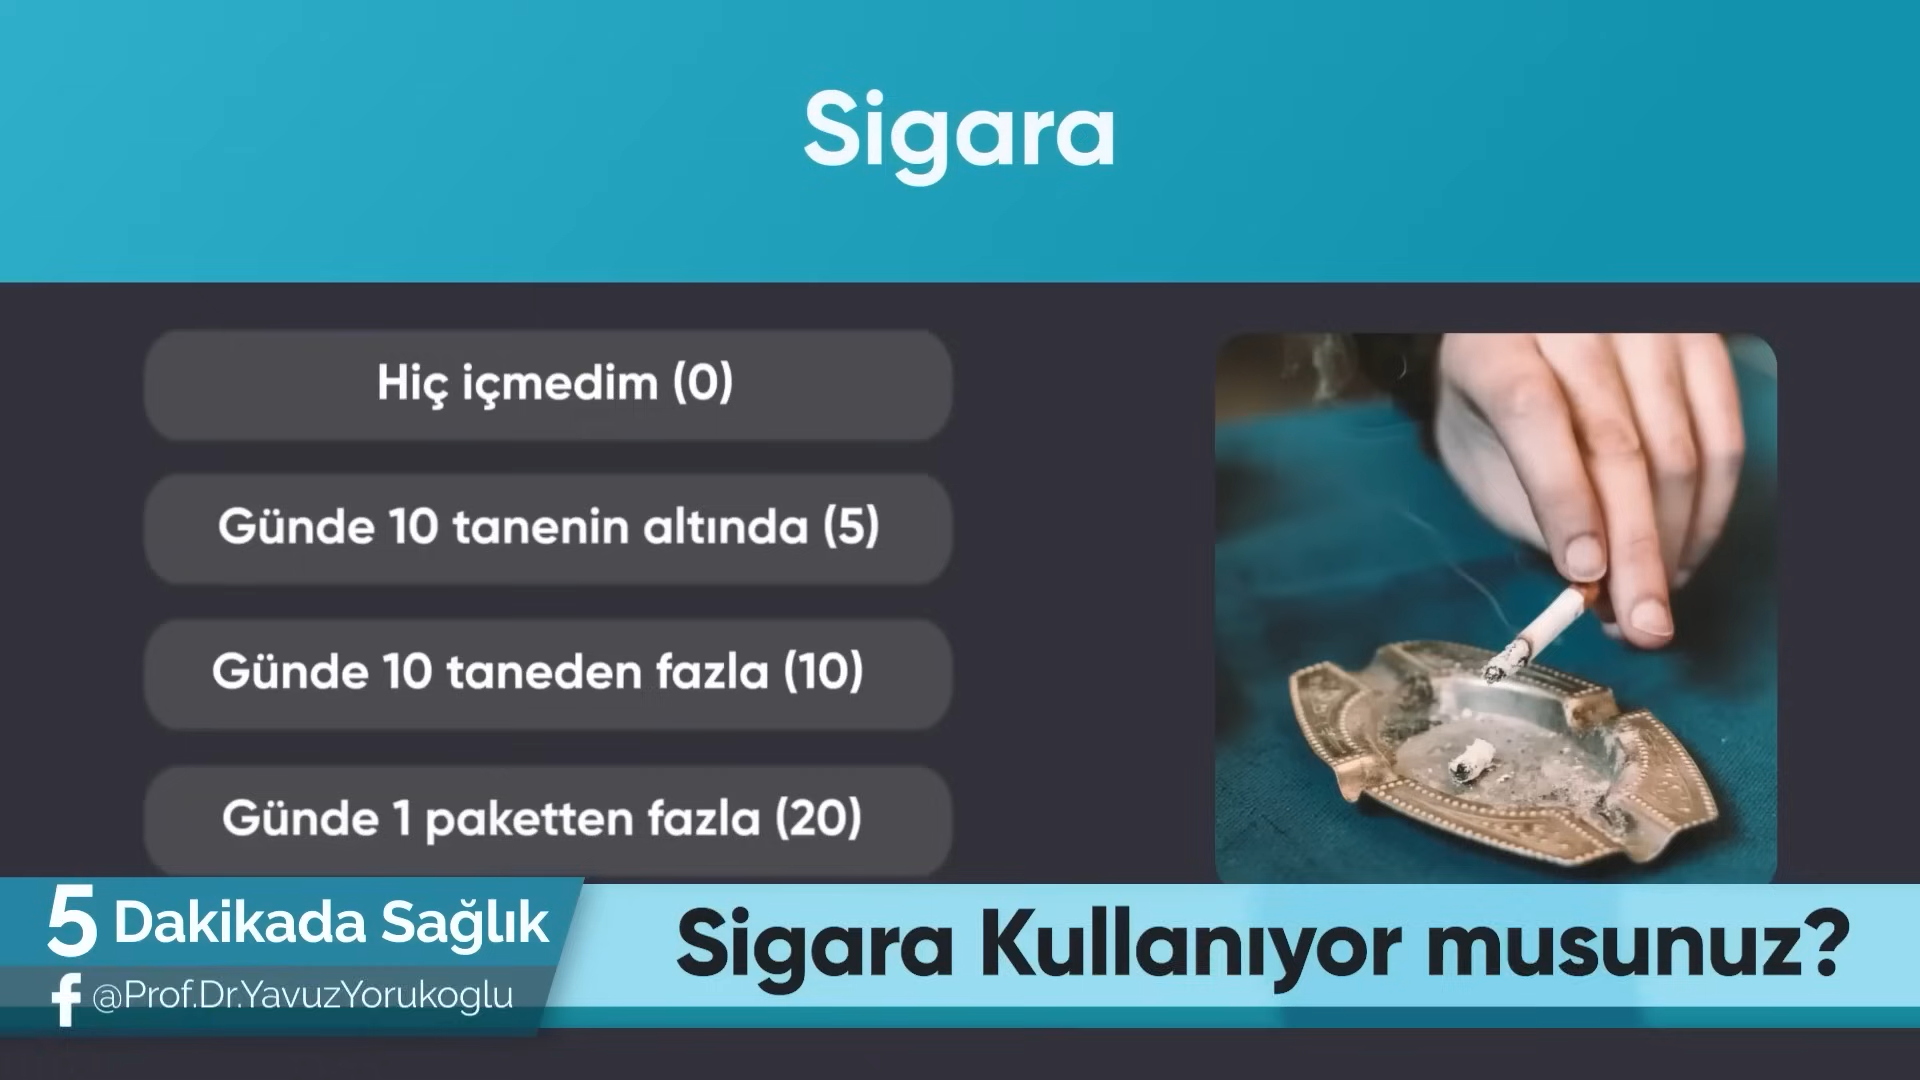 Sigara
Hiç içmedim (0)
Günde 10 tanenin altında (5)
Günde 10 taneden fazla (10)
Günde 1 paketten fazla (20)
5 Dakikada Sağlık
@Prof.Dr.YavuzYorukoglu
Sigara Kullanıyor musunuz?